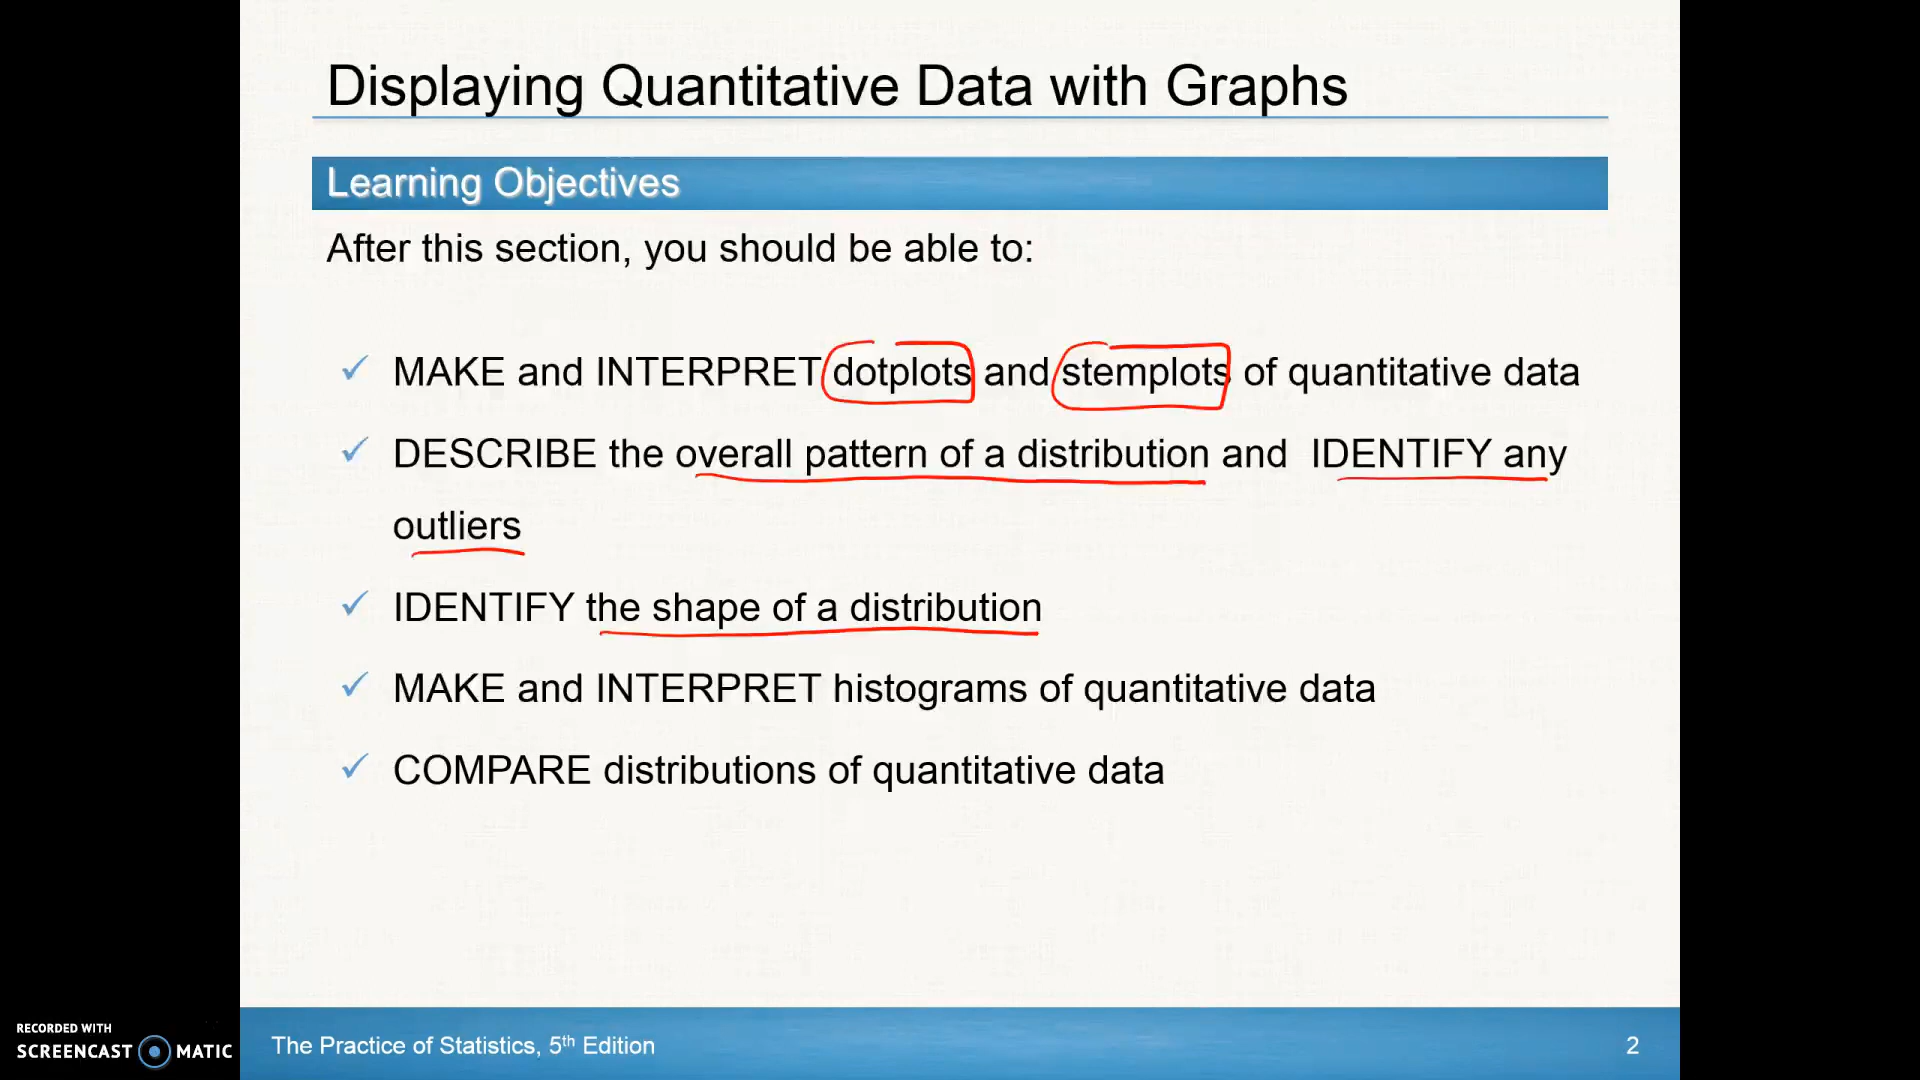 Displaying Quantitative Data with Graphs
Learning Objectives
After this section, you should be able to:
MAKE and INTERPRET dotplots and stemplots of quantitative data
DESCRIBE the overall pattern of a distribution and IDENTIFY any
outliers
IDENTIFY the shape of a distribution
MAKE and INTERPRET histograms of quantitative data
COMPARE distributions of quantitative data
RECORDED WITH
SCREENCAST MATIC
The Practice of Statistics, 5th Edition
2